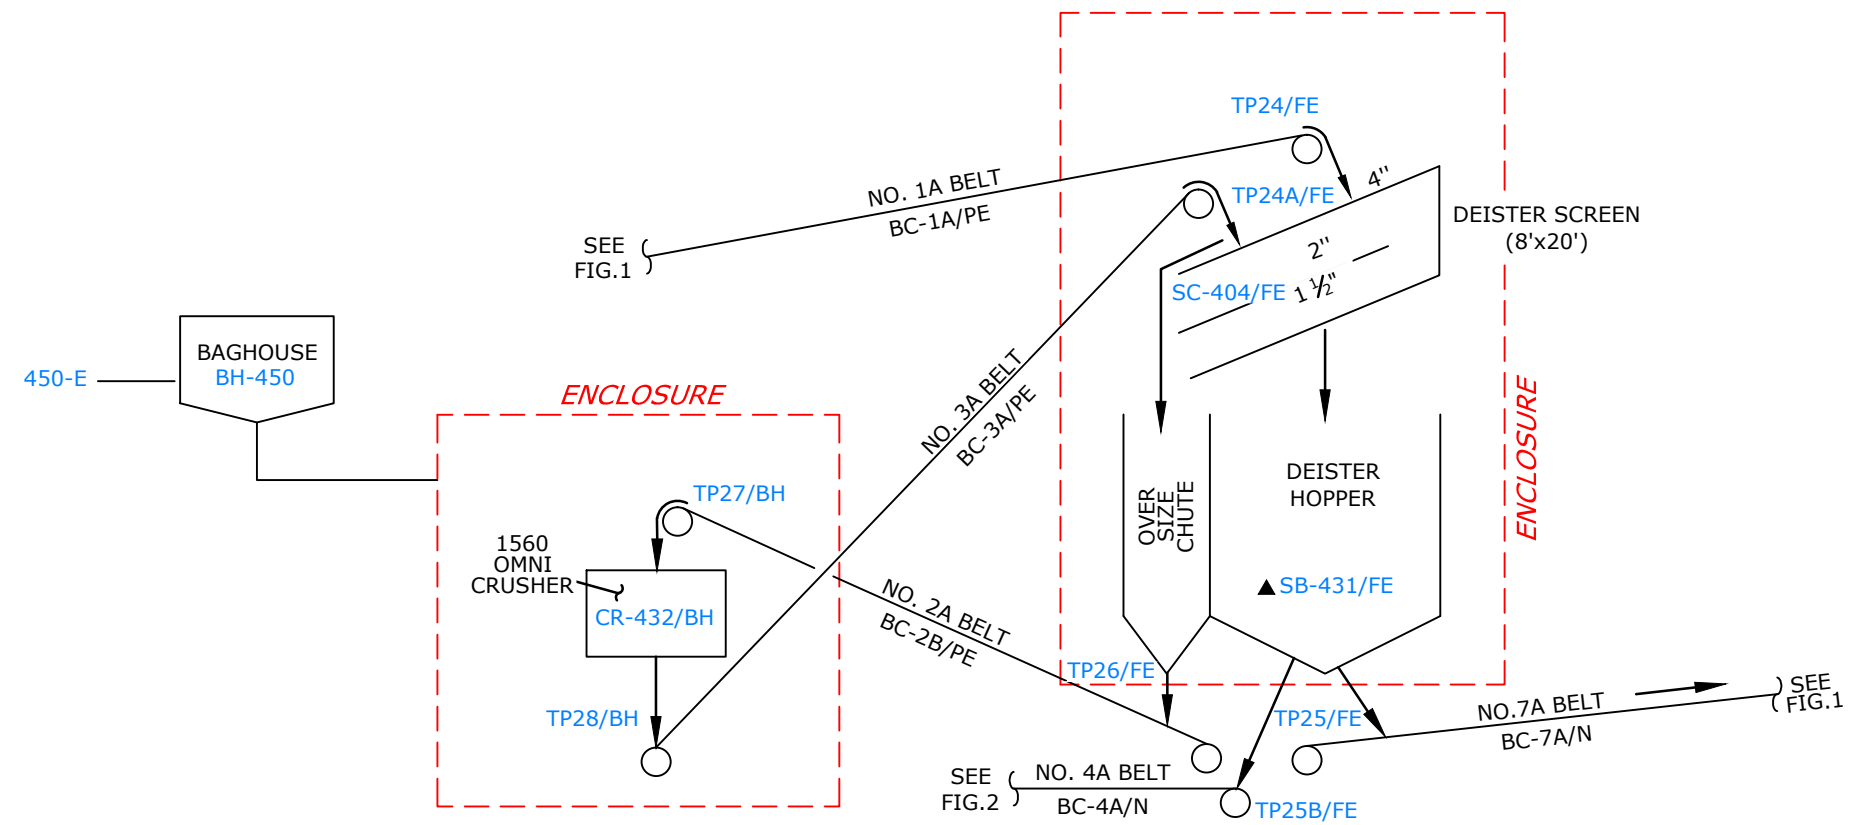 TP24/FE
NO. 1A BELT
BC-1A/PE
SEE
FIG.1
TP24A/FE
4"
2"
1 1/2"
SC-404/FE
DEISTER SCREEN
(8'x20')
BAGHOUSE
BH-450
450-E
ENCLOSURE
NO. 3A BELT
BC-3A/PE
ENCLOSURE
TP27/BH
1560
OMNI
CRUSHER
CR-432/BH
TP28/BH
NO. 2A BELT
BC-2B/PE
OVER
SIZE
CHUTE
DEISTER
HOPPER
SB-431/FE
TP26/FE
TP25/FE
NO.7A BELT
BC-7A/N
SEE
FIG.1
SEE
FIG.2
NO. 4A BELT
BC-4A/N
TP25B/FE